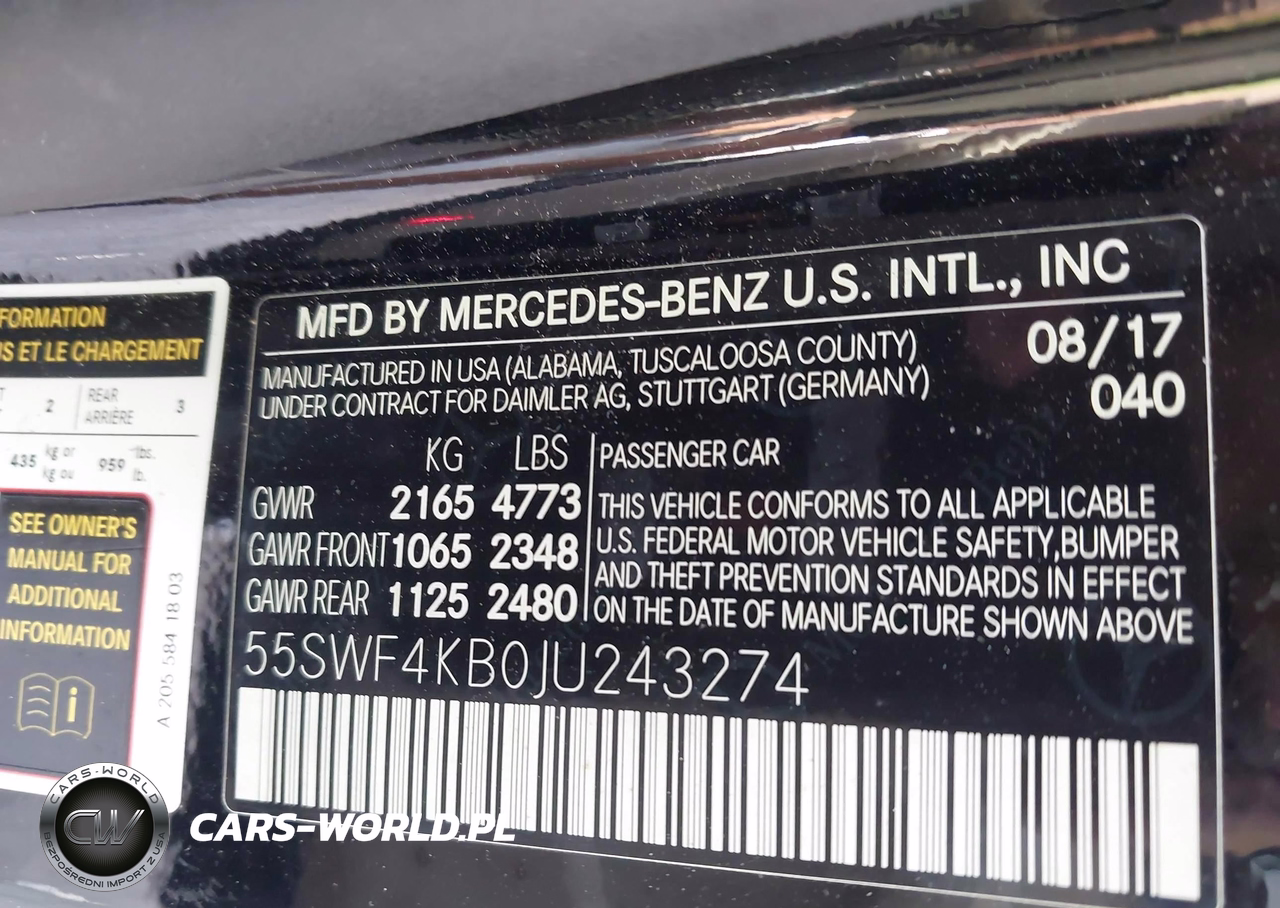 FORMATION
S ET LE CHARGEMENT
2
REAR
ARRIÈRE
3
435
kg or
kg ou
959
lbs.
lb.
SEE OWNER'S
MANUAL FOR
ADDITIONAL
INFORMATION
i
A 205 584 18 03
MFD BY MERCEDES-BENZ U.S. INTL., INC
MANUFACTURED IN USA (ALABAMA, TUSCALOOSA COUNTY)
UNDER CONTRACT FOR DAIMLER AG, STUTTGART (GERMANY)
08/17
040
KG LBS
GVWR 2165 4773
GAWR FRONT 1065 2348
GAWR REAR 1125 2480
PASSENGER CAR
THIS VEHICLE CONFORMS TO ALL APPLICABLE
U.S. FEDERAL MOTOR VEHICLE SAFETY,BUMPER
AND THEFT PREVENTION STANDARDS IN EFFECT
ON THE DATE OF MANUFACTURE SHOWN ABOVE
55SWF4KB0JU243274
CARS-WORLD
CW
BEZPOŚREDNI IMPORT Z USA
CARS-WORLD.PL